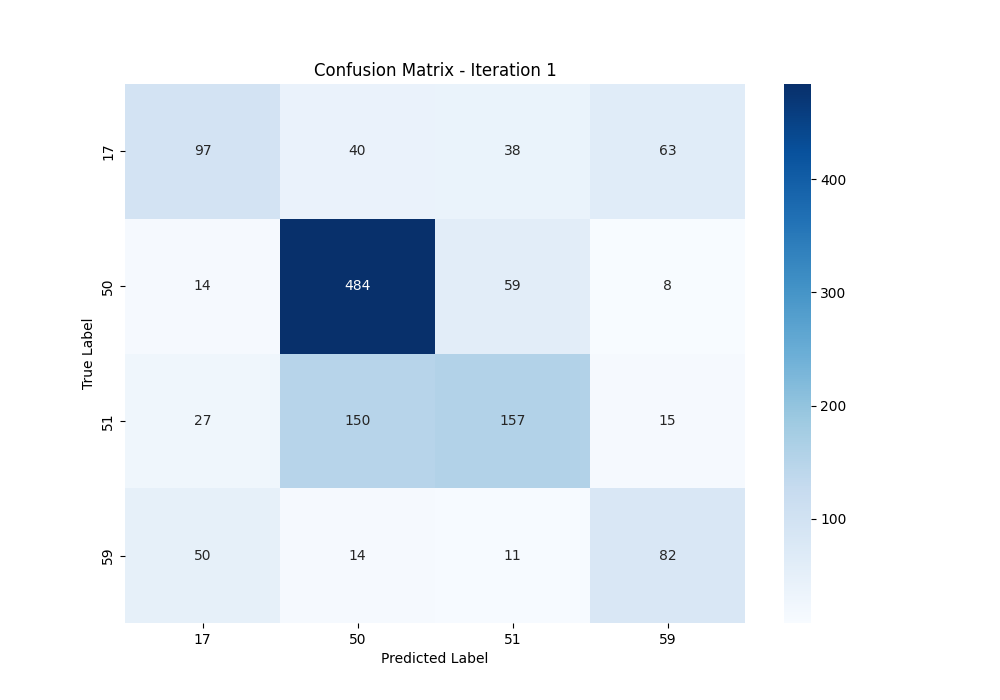 Confusion Matrix - Iteration 1
17 97 40 38 63
50 14 484 59 8
51 27 150 157 15
59 50 14 11 82
17 50 51 59
Predicted Label
True Label
400
300
200
100